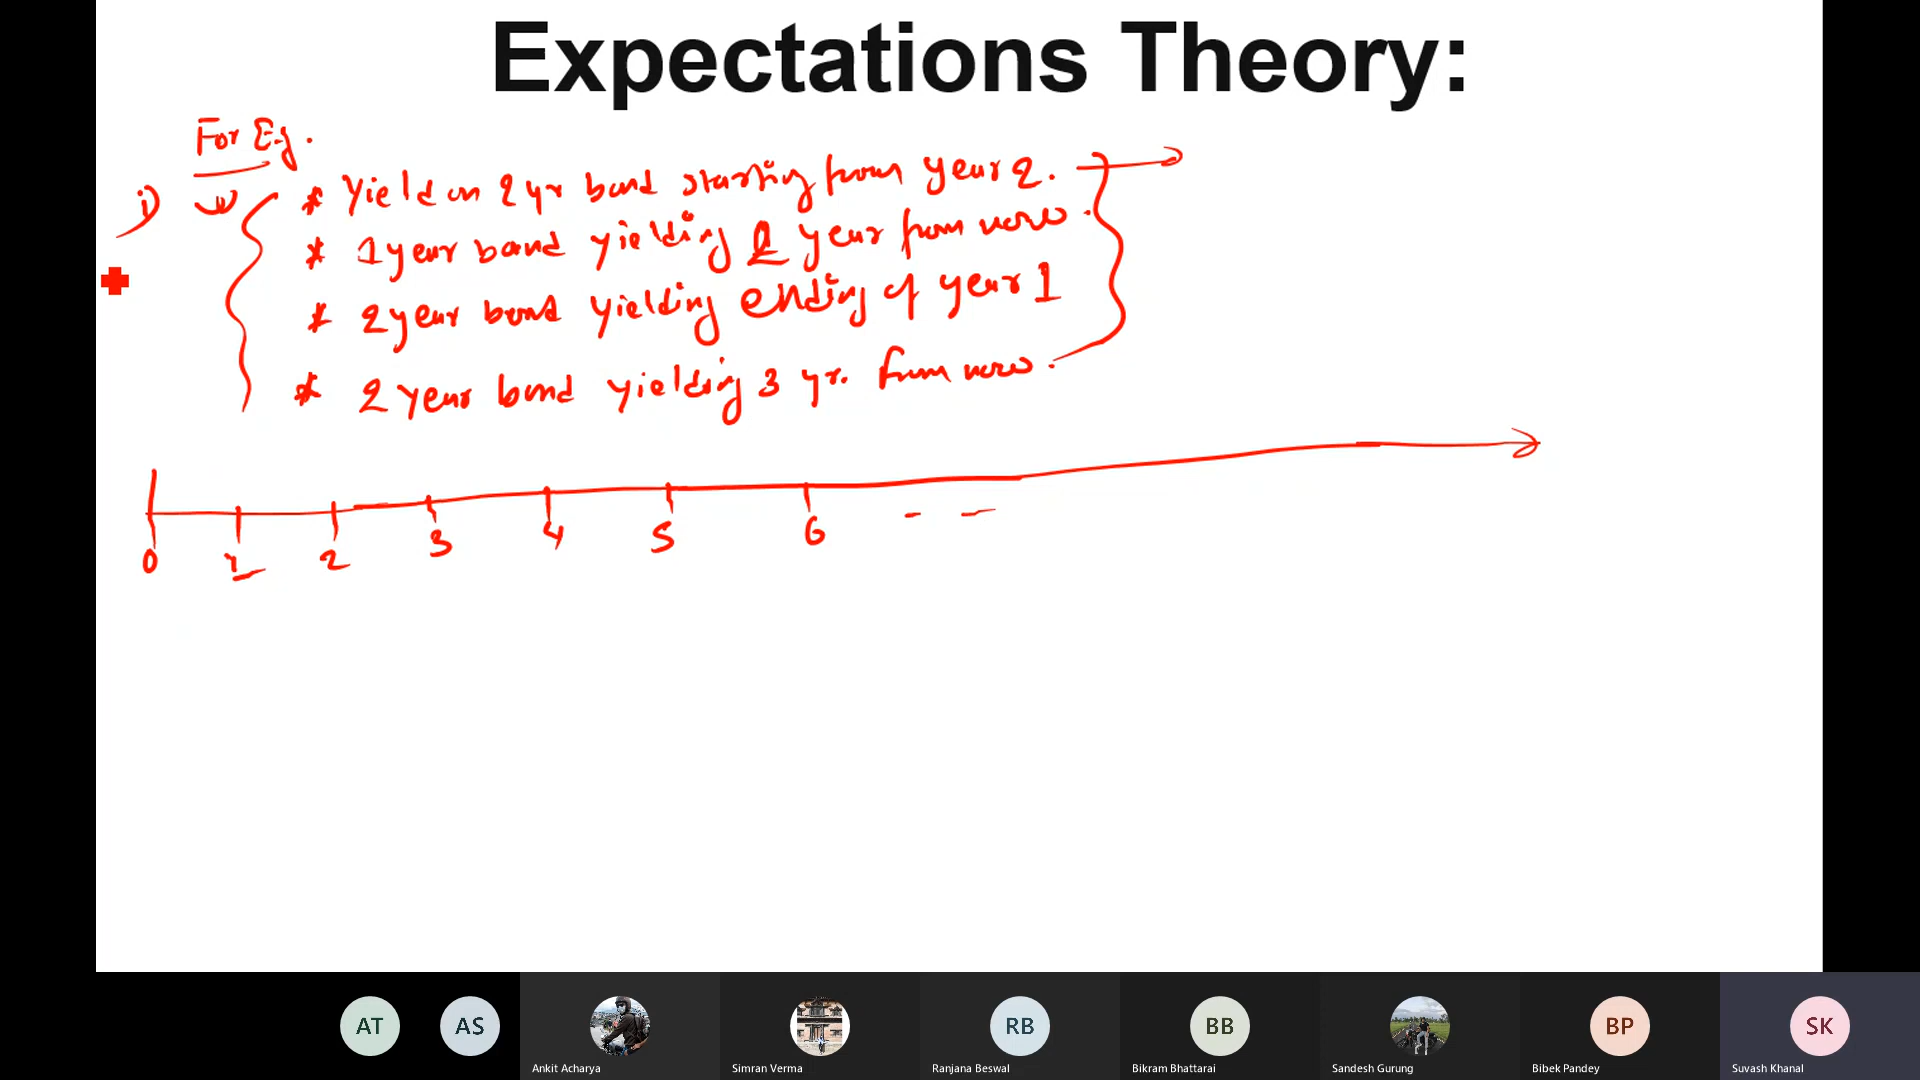 Expectations Theory:
For Eg.
i)
* Yield on 2 yr bond starting from year 2.
* 1 year bond yielding 2 year from now.
* 2 year bond yielding ending of year 1
* 2 year bond yielding 3 yr. from now.
0 1 2 3 4 5 6 - -
AT AS RB BB BP SK
Ankit Acharya Simran Verma Ranjana Beswal Bikram Bhattarai Sandesh Gurung Bibek Pandey Suvash Khanal